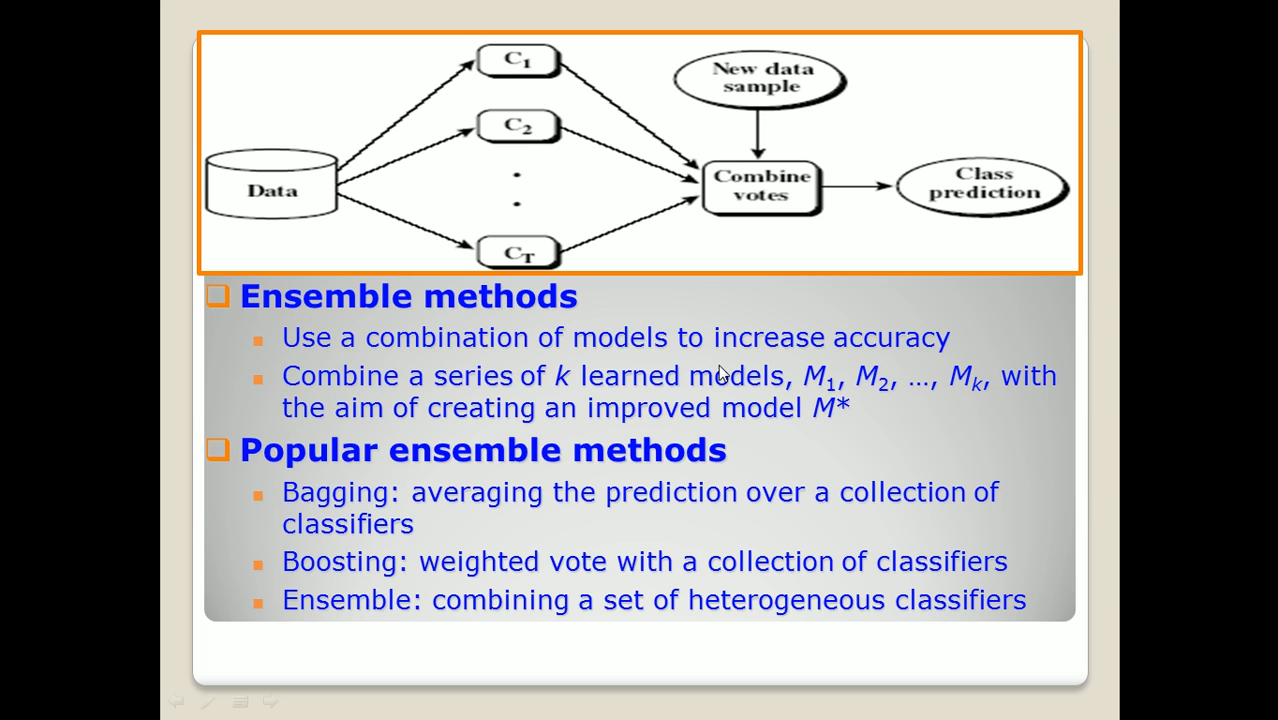 C1
New data
sample
C2
Data
Combine
votes
Class
prediction
CT
Ensemble methods
Use a combination of models to increase accuracy
Combine a series of k learned models, M1, M2, …, Mk, with
the aim of creating an improved model M*
Popular ensemble methods
Bagging: averaging the prediction over a collection of
classifiers
Boosting: weighted vote with a collection of classifiers
Ensemble: combining a set of heterogeneous classifiers